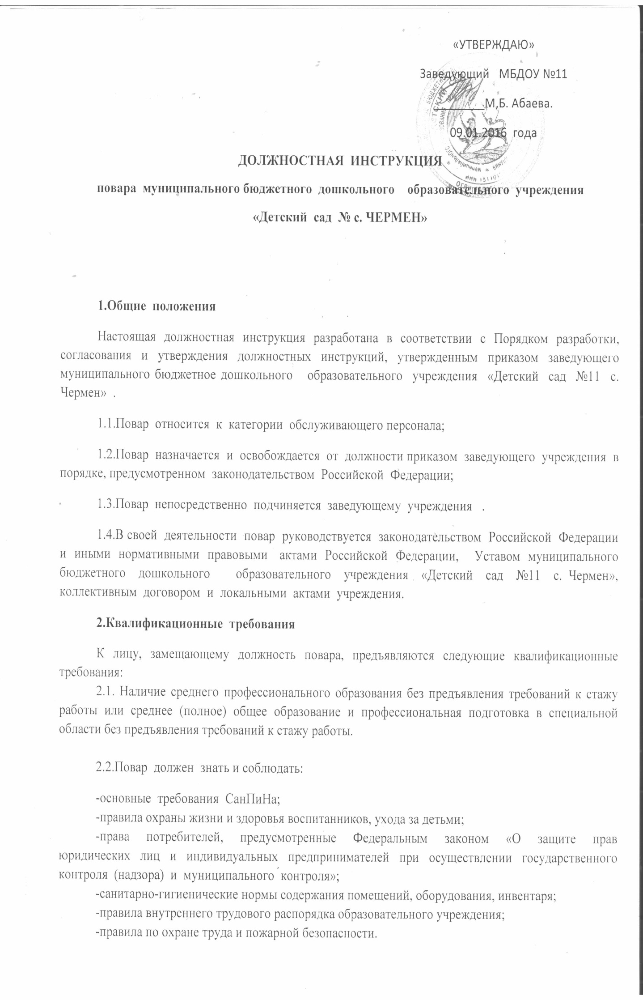 «УТВЕРЖДАЮ»
Заведующий МБДОУ №11
________М,Б. Абаева.
09.01.2016 года
ДОЛЖНОСТНАЯ ИНСТРУКЦИЯ
повара муниципального бюджетного дошкольного образовательного учреждения
«Детский сад № с. ЧЕРМЕН»
1.Общие положения
Настоящая должностная инструкция разработана в соответствии с Порядком разработки,
согласования и утверждения должностных инструкций, утвержденным приказом заведующего
муниципального бюджетное дошкольного образовательного учреждения «Детский сад №11 с.
Чермен» .
1.1.Повар относится к категории обслуживающего персонала;
1.2.Повар назначается и освобождается от должности приказом заведующего учреждения в
порядке, предусмотренном законодательством Российской Федерации;
1.3.Повар непосредственно подчиняется заведующему учреждения .
1.4.В своей деятельности повар руководствуется законодательством Российской Федерации
и иными нормативными правовыми актами Российской Федерации, Уставом муниципального
бюджетного дошкольного образовательного учреждения «Детский сад №11 с. Чермен»,
коллективным договором и локальными актами учреждения.
2.Квалификационные требования
К лицу, замещающему должность повара, предъявляются следующие квалификационные
требования:
2.1. Наличие среднего профессионального образования без предъявления требований к стажу
работы или среднее (полное) общее образование и профессиональная подготовка в специальной
области без предъявления требований к стажу работы.
2.2.Повар должен знать и соблюдать:
-основные требования СанПиНа;
-правила охраны жизни и здоровья воспитанников, ухода за детьми;
-права потребителей, предусмотренные Федеральным законом «О защите прав
юридических лиц и индивидуальных предпринимателей при осуществлении государственного
контроля (надзора) и муниципального контроля»;
-санитарно-гигиенические нормы содержания помещений, оборудования, инвентаря;
-правила внутреннего трудового распорядка образовательного учреждения;
-правила по охране труда и пожарной безопасности.